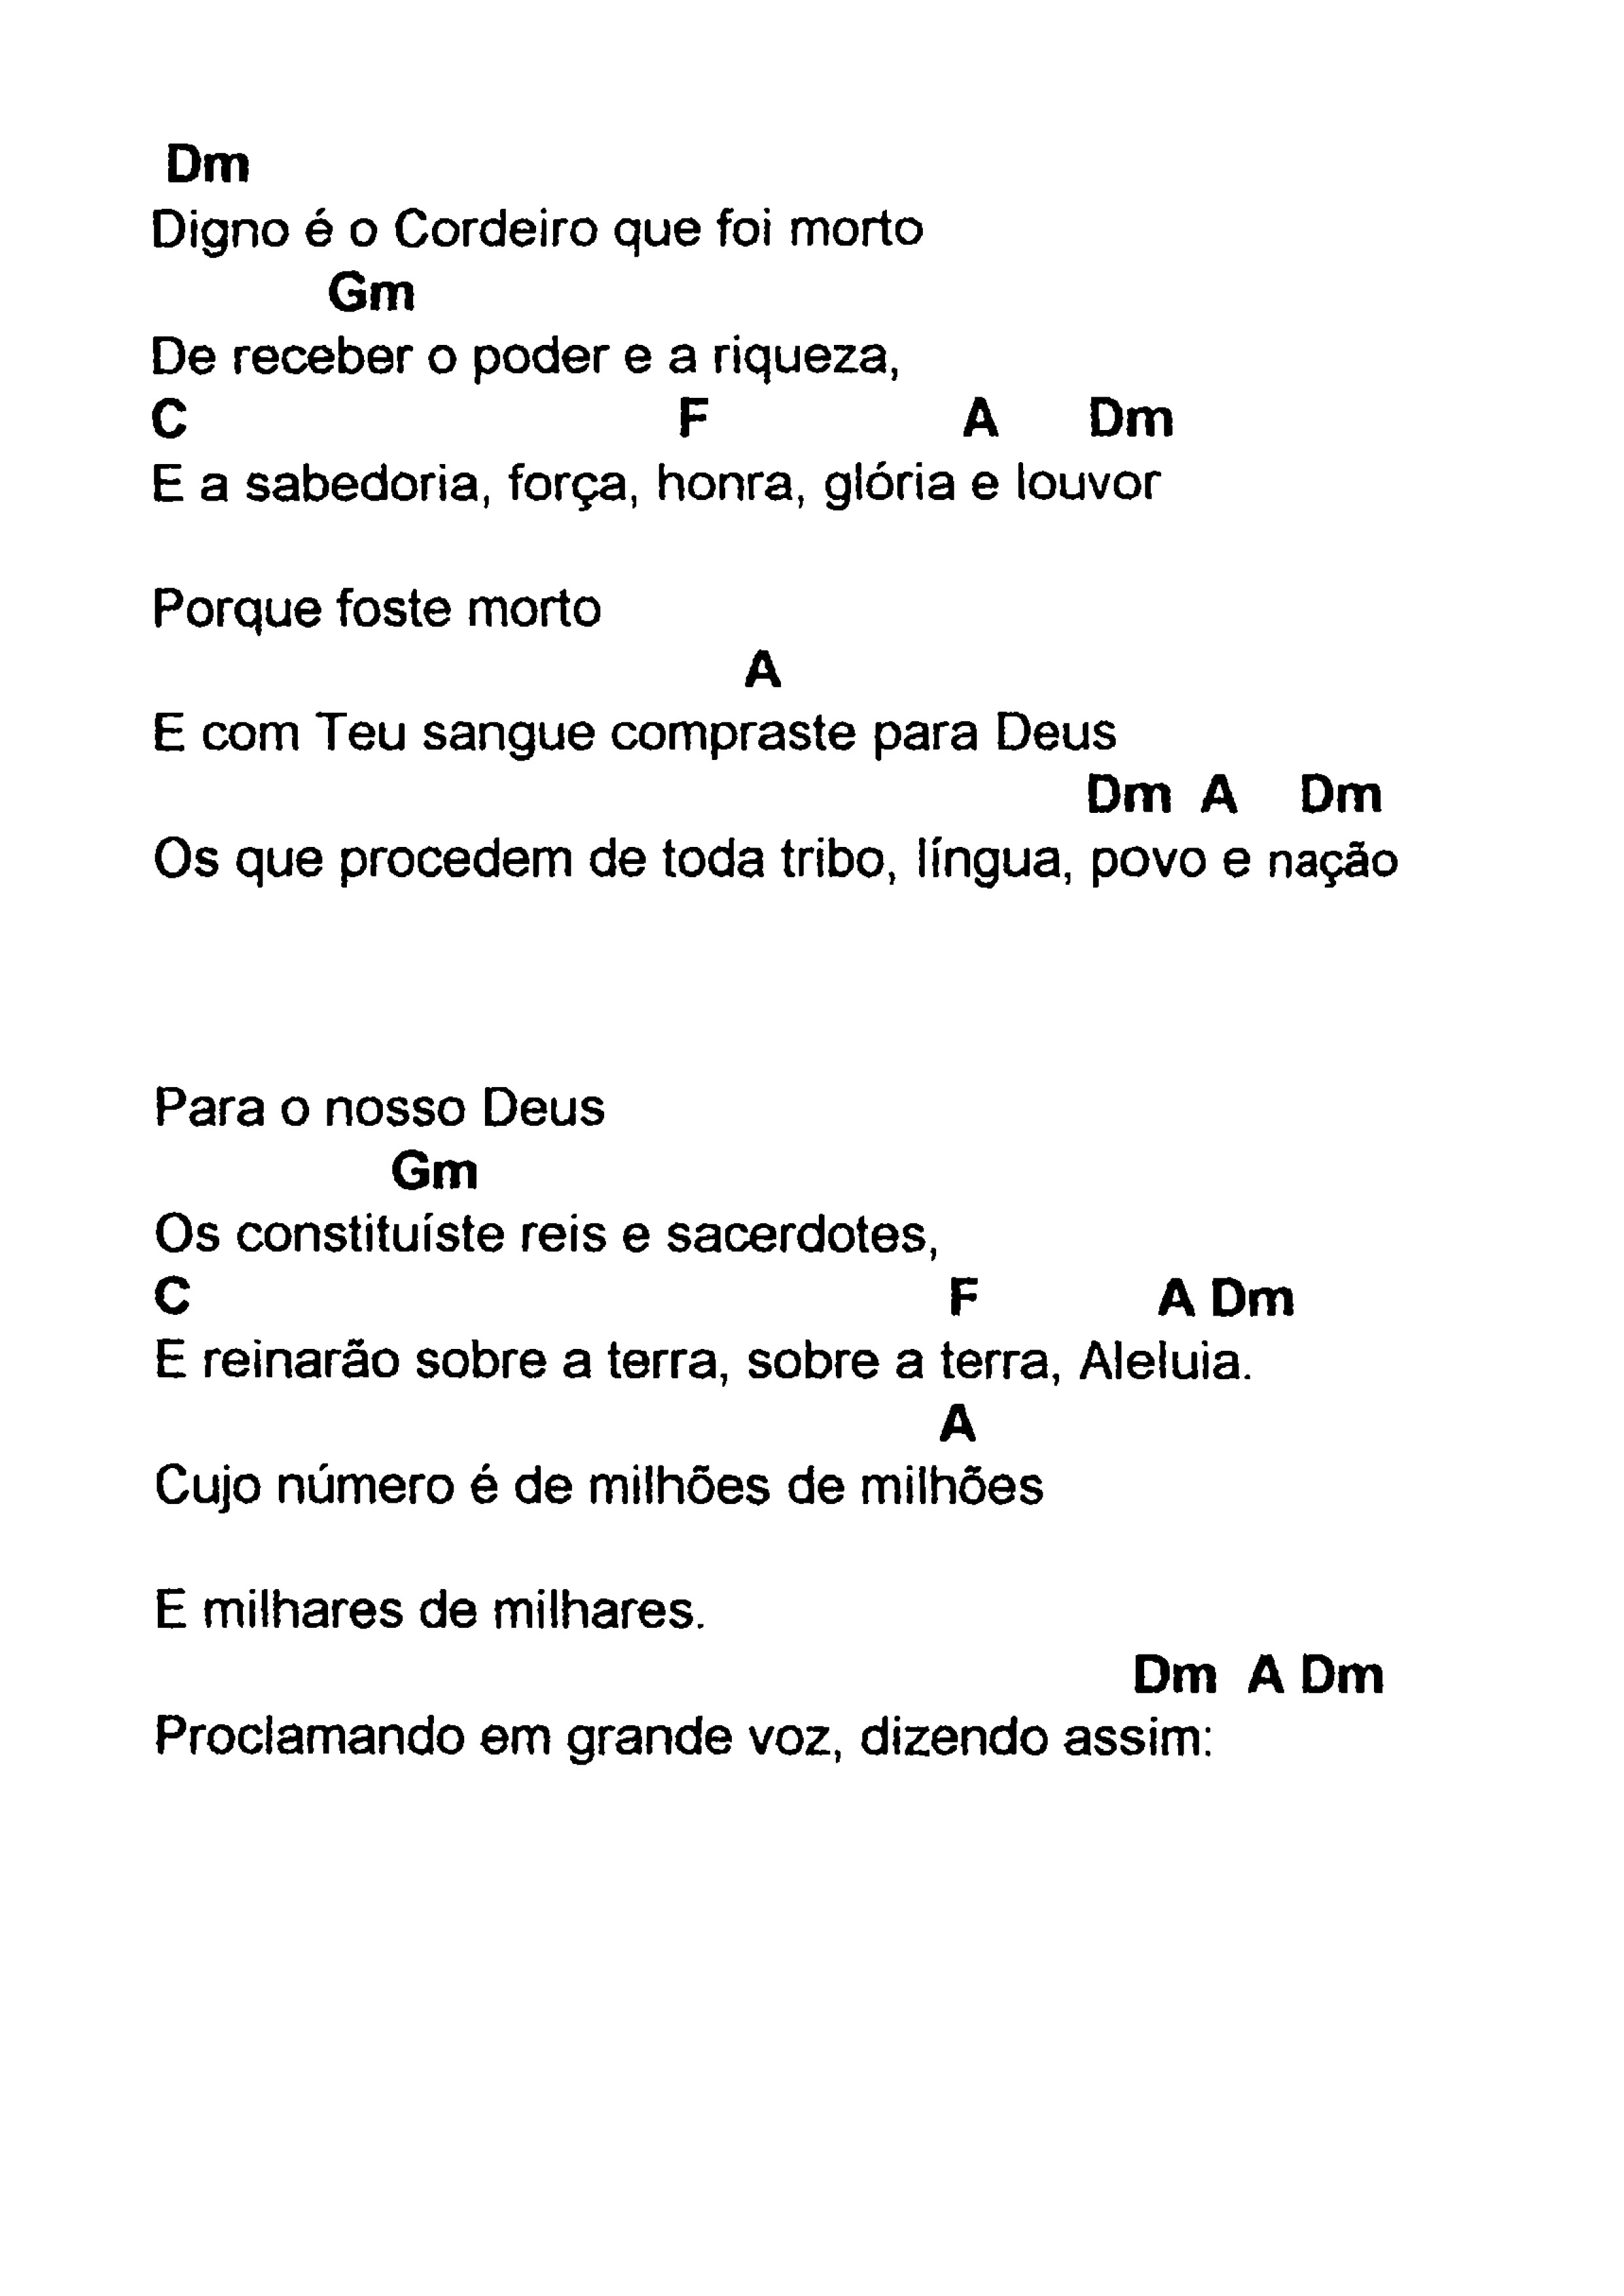 Dm
Digno é o Cordeiro que foi morto
Gm
De receber o poder e a riqueza,
C F A Dm
E a sabedoria, força, honra, glória e louvor
Porque foste morto
A
E com Teu sangue compraste para Deus
Dm A Dm
Os que procedem de toda tribo, língua, povo e nação
Para o nosso Deus
Gm
Os constituíste reis e sacerdotes,
C F A Dm
E reinarão sobre a terra, sobre a terra, Aleluia.
A
Cujo número é de milhões de milhões
E milhares de milhares.
Dm A Dm
Proclamando em grande voz, dizendo assim: